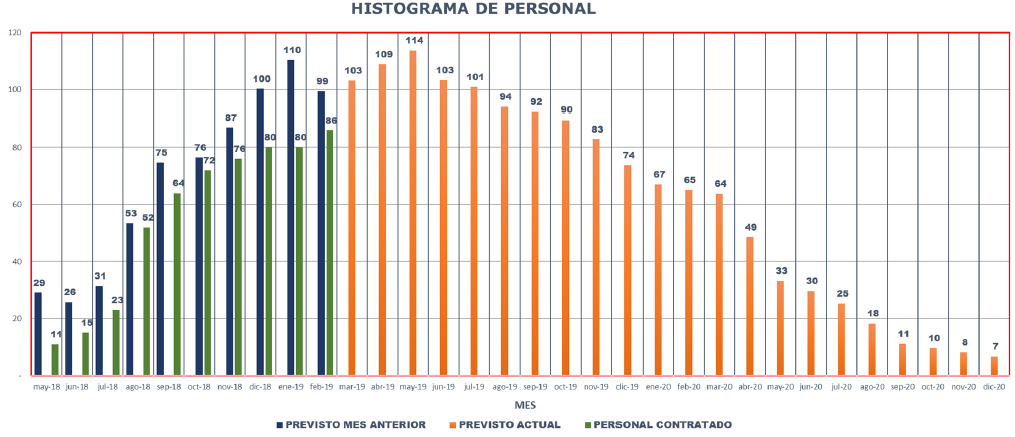 HISTOGRAMA DE PERSONAL
120
100
80
60
40
20
-
29 26 31 53 75 76 87 100 110 99 103 109 114 103 101 94 92 90 83 74 67 65 64 49 33 30 25 18 11 10 8 7
11 15 23 52 64 72 76 80 80 86
may-18 jun-18 jul-18 ago-18 sep-18 oct-18 nov-18 dic-18 ene-19 feb-19 mar-19 abr-19 may-19 jun-19 jul-19 ago-19 sep-19 oct-19 nov-19 dic-19 ene-20 feb-20 mar-20 abr-20 may-20 jun-20 jul-20 ago-20 sep-20 oct-20 nov-20 dic-20
MES
PREVISTO MES ANTERIOR PREVISTO ACTUAL PERSONAL CONTRATADO